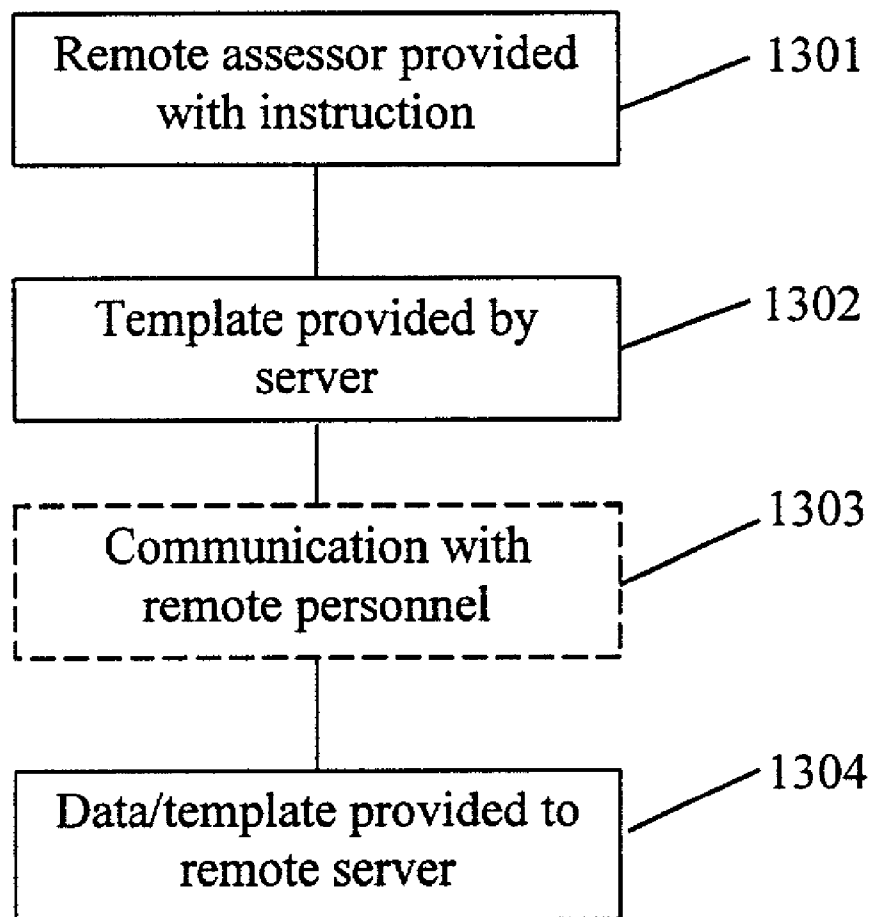 Remote assessor provided
with instruction
1301
Template provided by
server
1302
Communication with
remote personnel
1303
Data/template provided to
remote server
1304